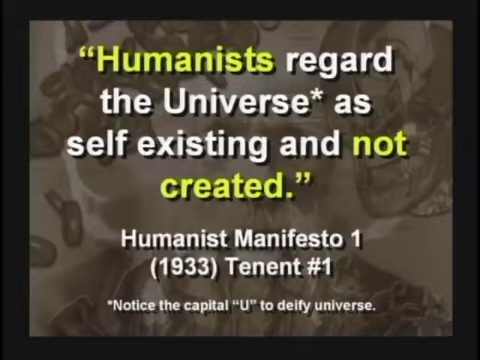 “Humanists regard
the Universe* as
self existing and not
created.”
Humanist Manifesto 1
(1933) Tenent #1
*Notice the capital “U” to deify universe.